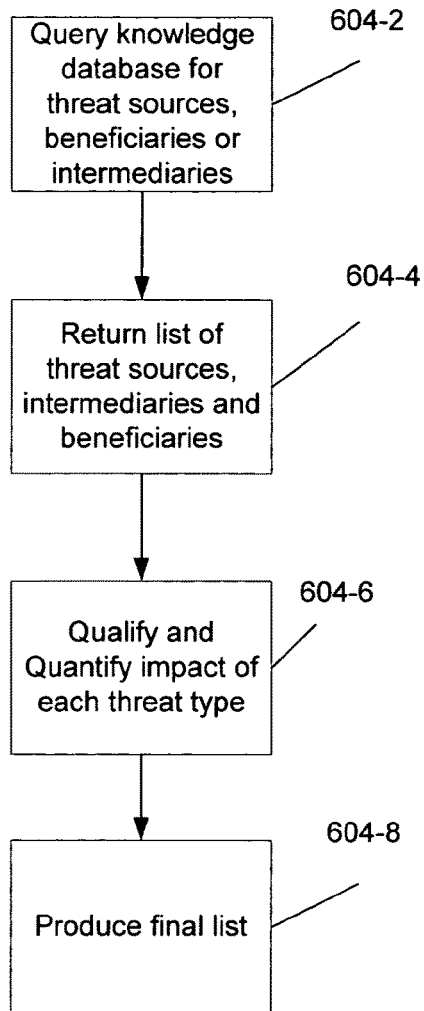 604-2
Query knowledge
database for
threat sources,
beneficiaries or
intermediaries
604-4
Return list of
threat sources,
intermediaries and
beneficiaries
604-6
Qualify and
Quantify impact of
each threat type
604-8
Produce final list